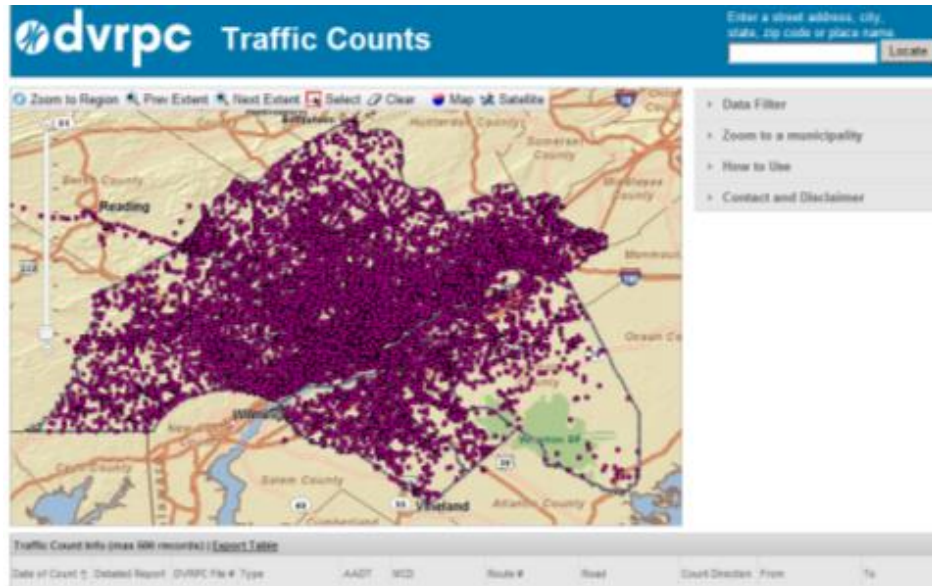 dvrpc Traffic Counts
Enter a street address, city,
state, zip code or place name.
Locate
Zoom to Region Prev Extent Next Extent Select Clear Map Satellite
Data Filter
Zoom to a municipality
How to Use
Contact and Disclaimer
Hunterdon County
Somerset
County
Middlesex
County
Berks County
Reading
Monmouth
Ocean Co
Wharton SF
Salem County
Atlantic County
Vineland
Cumberland
Traffic Count Info (max 500 records) | Export Table
Date of Count Detailed Report DVRPC File # Type AADT MCD Route # Road Count Direction From To